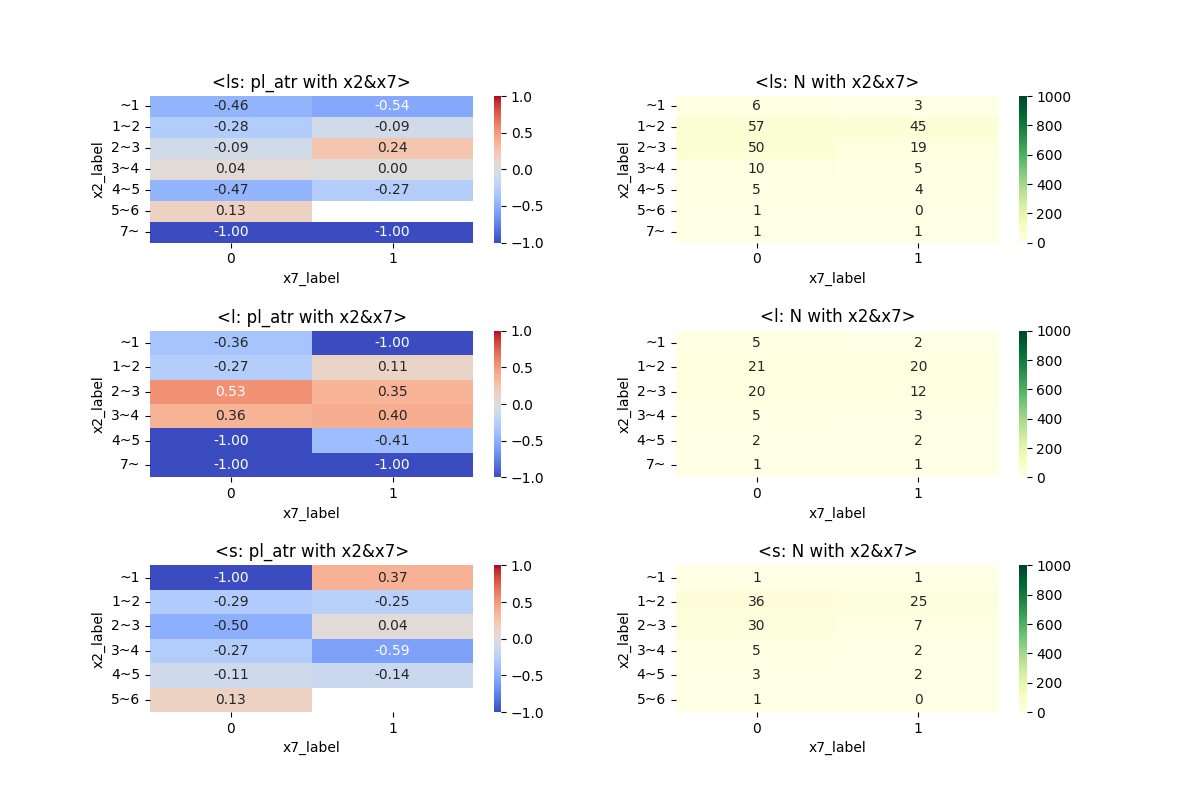 <ls: pl_atr with x2&x7>
x2_label
~1 -0.46 -0.54
1~2 -0.28 -0.09
2~3 -0.09 0.24
3~4 0.04 0.00
4~5 -0.47 -0.27
5~6 0.13
7~ -1.00 -1.00
0 1
x7_label
1.0
0.5
0.0
−0.5
−1.0
<ls: N with x2&x7>
x2_label
~1 6 3
1~2 57 45
2~3 50 19
3~4 10 5
4~5 5 4
5~6 1 0
7~ 1 1
0 1
x7_label
1000
800
600
400
200
0
<l: pl_atr with x2&x7>
x2_label
~1 -0.36 -1.00
1~2 -0.27 0.11
2~3 0.53 0.35
3~4 0.36 0.40
4~5 -1.00 -0.41
7~ -1.00 -1.00
0 1
x7_label
1.0
0.5
0.0
−0.5
−1.0
<l: N with x2&x7>
x2_label
~1 5 2
1~2 21 20
2~3 20 12
3~4 5 3
4~5 2 2
7~ 1 1
0 1
x7_label
1000
800
600
400
200
0
<s: pl_atr with x2&x7>
x2_label
~1 -1.00 0.37
1~2 -0.29 -0.25
2~3 -0.50 0.04
3~4 -0.27 -0.59
4~5 -0.11 -0.14
5~6 0.13
0 1
x7_label
1.0
0.5
0.0
−0.5
−1.0
<s: N with x2&x7>
x2_label
~1 1 1
1~2 36 25
2~3 30 7
3~4 5 2
4~5 3 2
5~6 1 0
0 1
x7_label
1000
800
600
400
200
0